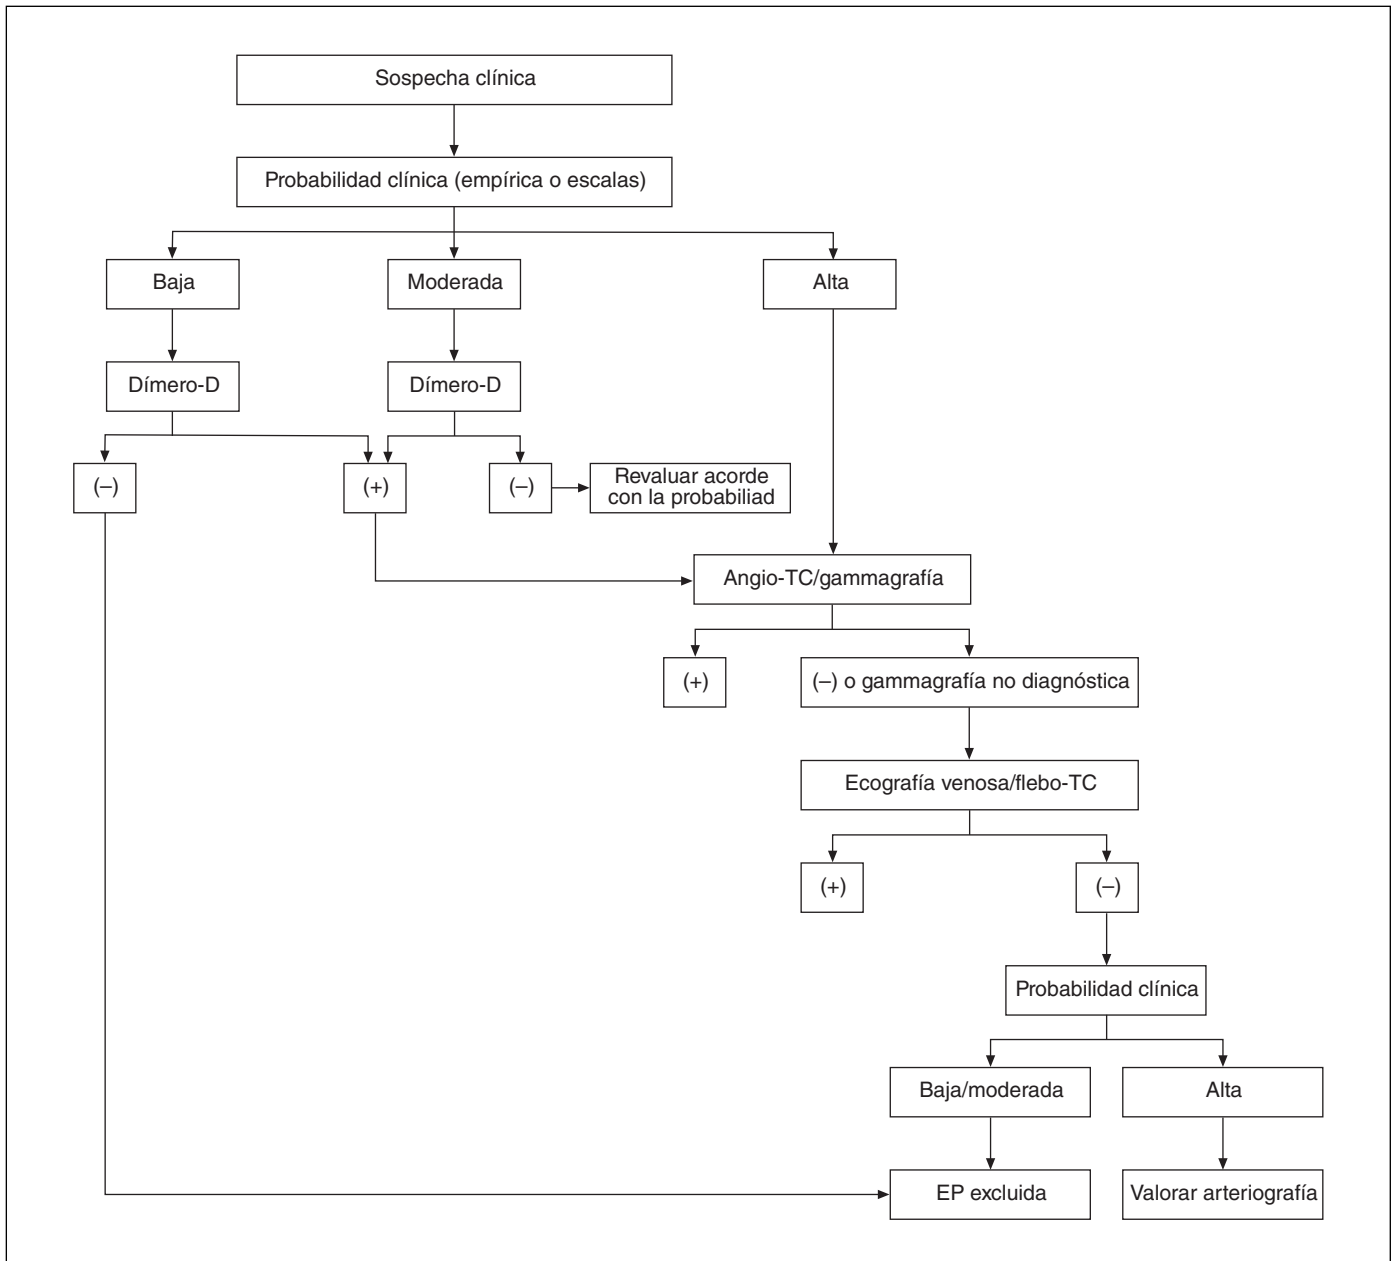 Sospecha clínica
Probabilidad clínica (empírica o escalas)
Baja
Moderada
Alta
Dímero-D
Dímero-D
(–)
(+)
(–)
Revaluar acorde
con la probabiliad
Angio-TC/gammagrafía
(+)
(–) o gammagrafía no diagnóstica
Ecografía venosa/flebo-TC
(+)
(–)
Probabilidad clínica
Baja/moderada
Alta
EP excluida
Valorar arteriografía